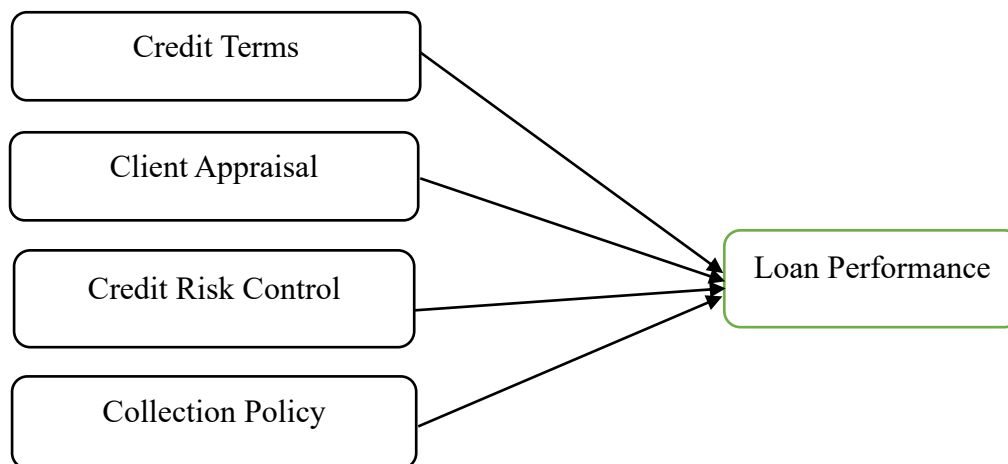 Credit Terms
Client Appraisal
Credit Risk Control
Collection Policy
Loan Performance